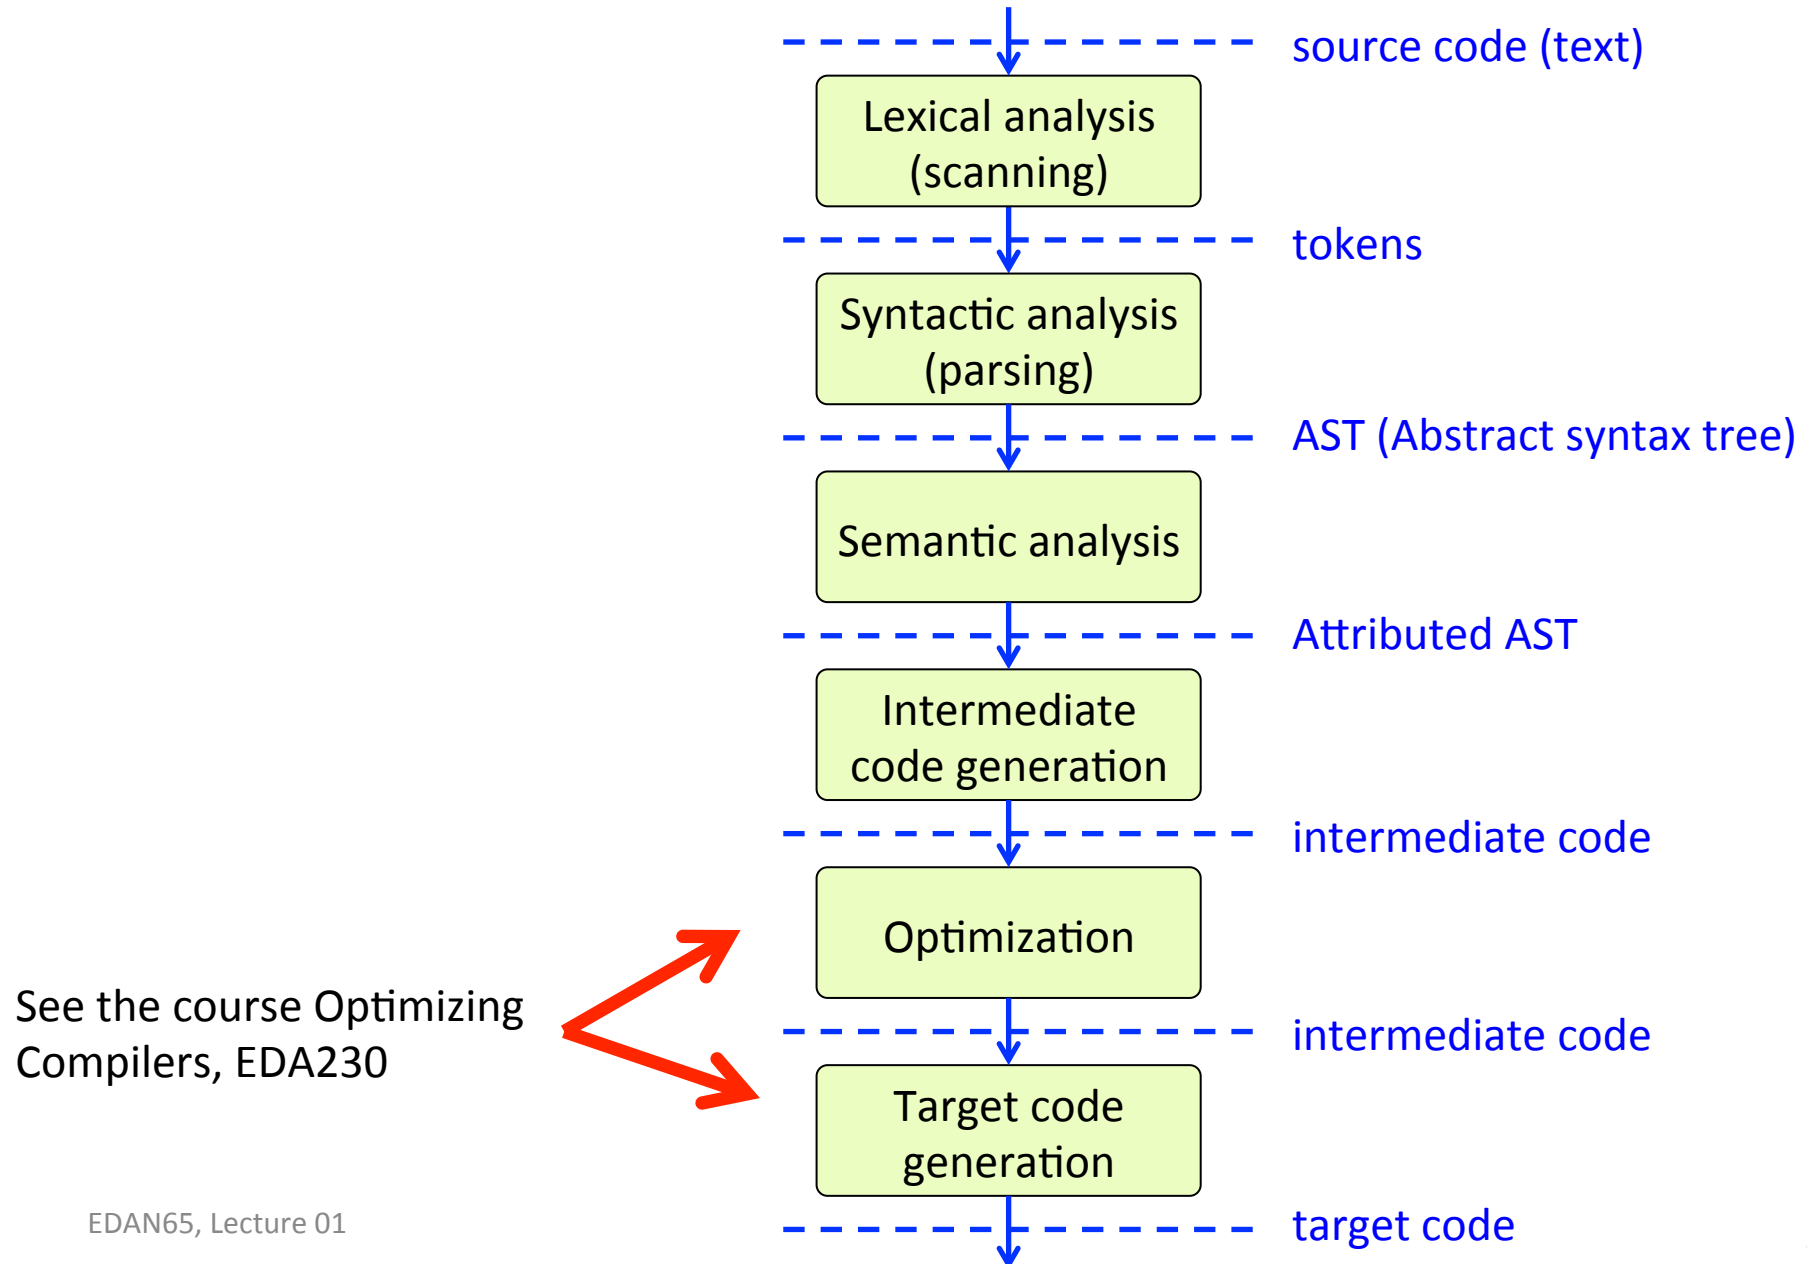 source code (text)
Lexical analysis
(scanning)
tokens
Syntactic analysis
(parsing)
AST (Abstract syntax tree)
Semantic analysis
Attributed AST
Intermediate
code generation
intermediate code
Optimization
See the course Optimizing
Compilers, EDA230
intermediate code
Target code
generation
EDAN65, Lecture 01
target code